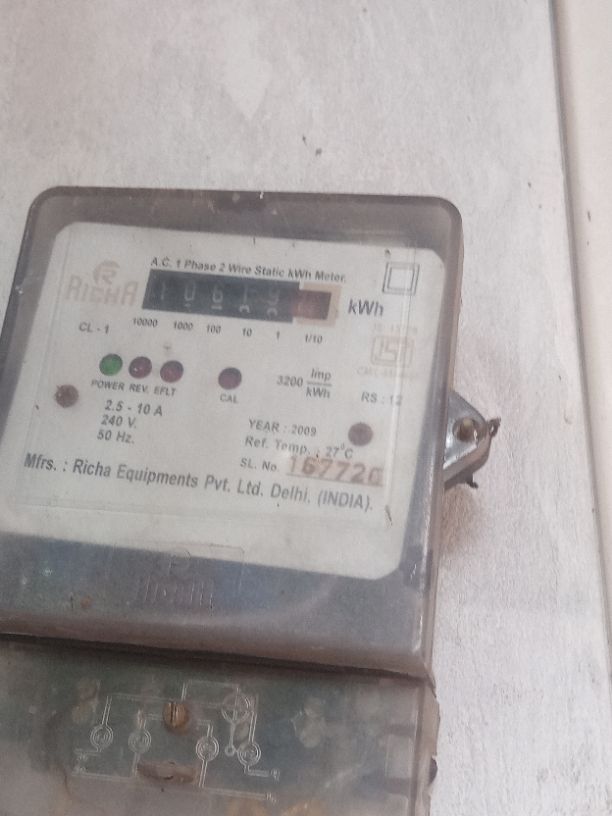 A.C. 1 Phase 2 Wire Static kWh Meter.
RICHA
kWh
CL - 1
10000 1000 100 10 1 1/10
POWER REV. EFLT
CAL
3200 Imp/kWh
RS : 12
2.5 - 10 A
240 V.
50 Hz.
YEAR : 2009
Ref. Temp. : 27°C
SL. No. 167726
Mfrs. : Richa Equipments Pvt. Ltd. Delhi. (INDIA).